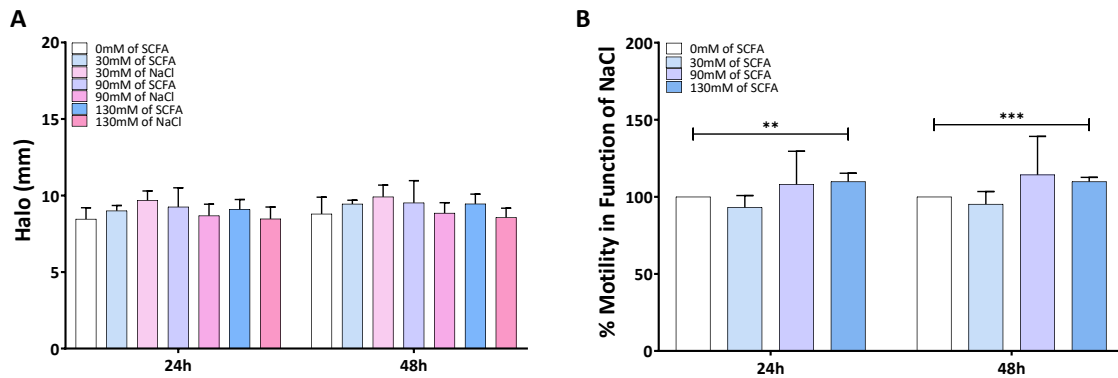 A
Halo (mm)
20
15
10
5
0
0mM of SCFA
30mM of SCFA
30mM of NaCl
90mM of SCFA
90mM of NaCl
130mM of SCFA
130mM of NaCl
24h
48h
B
% Motility in Function of NaCl
200
150
100
50
0
0mM of SCFA
30mM of SCFA
90mM of SCFA
130mM of SCFA
**
***
24h
48h